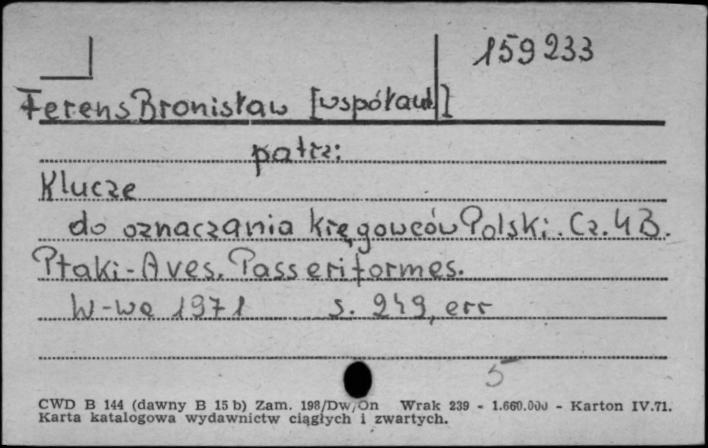 159233
Ferens Bronisław [współaut.]
patrz:
Klucze
do oznaczania kręgowców Polski. Cz. 4 B.
Ptaki-Aves. Passeriformes.
W-wa 1971 s. 249, err
5
CWD B 144 (dawny B 15 b) Zam. 198/Dw/On Wrak 239 - 1.660.000 - Karton IV.71.
Karta katalogowa wydawnictw ciągłych i zwartych.